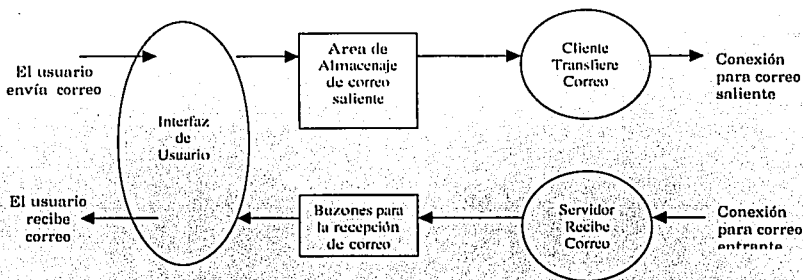 El usuario
envía correo
Interfaz
de
Usuario
Area de
Almacenaje
de correo
saliente
Cliente
Transfiere
Correo
Conexión
para correo
saliente
El usuario
recibe
correo
Buzones para
la recepción
de correo
Servidor
Recibe
Correo
Conexión
para correo
entrante